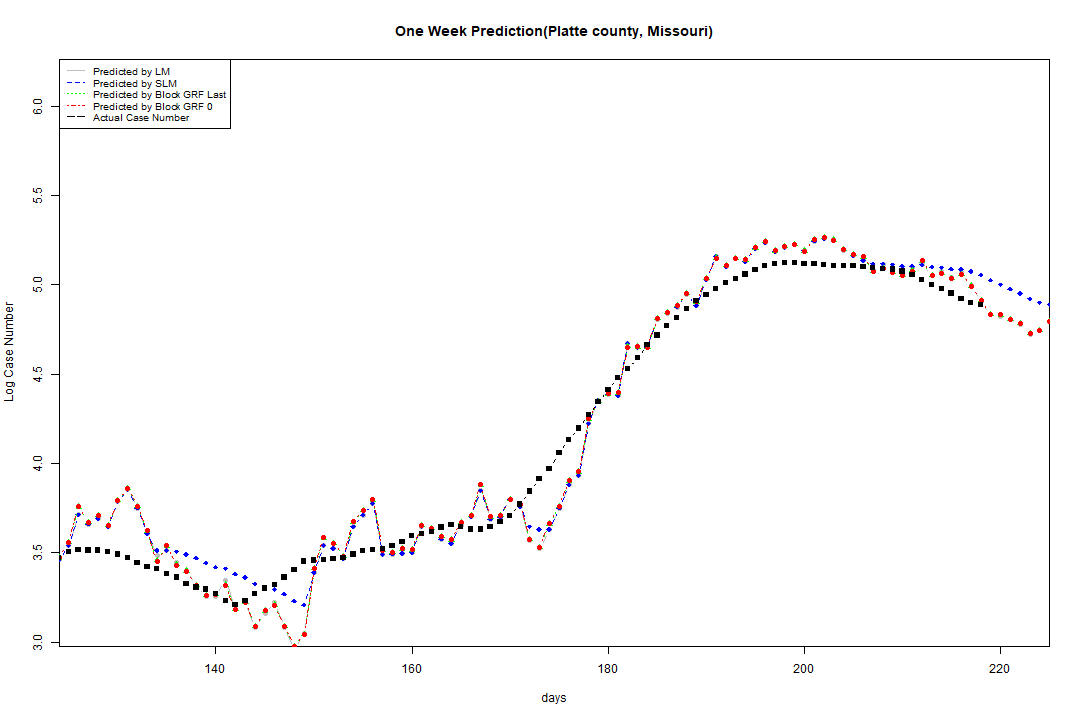 One Week Prediction(Platte county, Missouri)
Predicted by LM
Predicted by SLM
Predicted by Block GRF Last
Predicted by Block GRF 0
Actual Case Number
6.0
5.5
5.0
4.5
4.0
3.5
3.0
Log Case Number
140 160 180 200 220
days